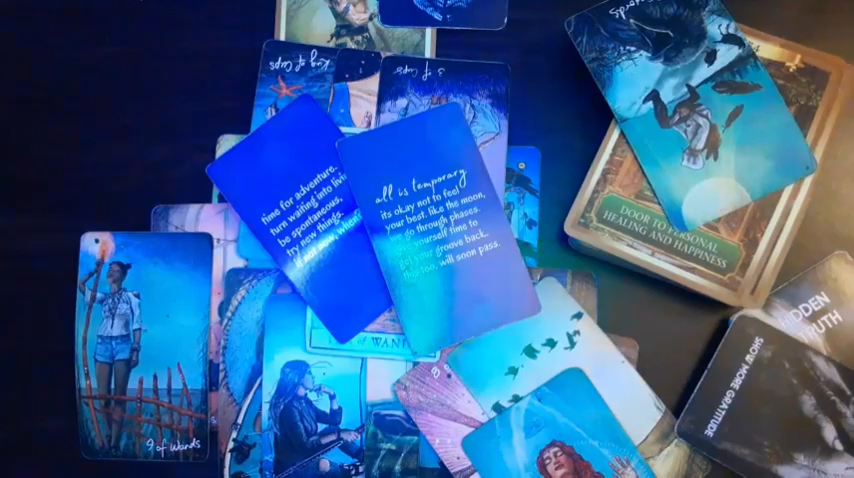 King of Cups
3 of Cups
time for adventure.
turn waiting into
be spontaneous.
try new things.
all is temporary
its okay not to feel
your best. like the moon,
we go through phases.
give yourself time to
get your groove back.
this too, will soon pass.
DOOR TO PERSONAL
HEALING AND HAPPINESS
HIDDEN
TRUTH
SHOW MORE GRATITUDE
of WANDS
8
9 of Wands